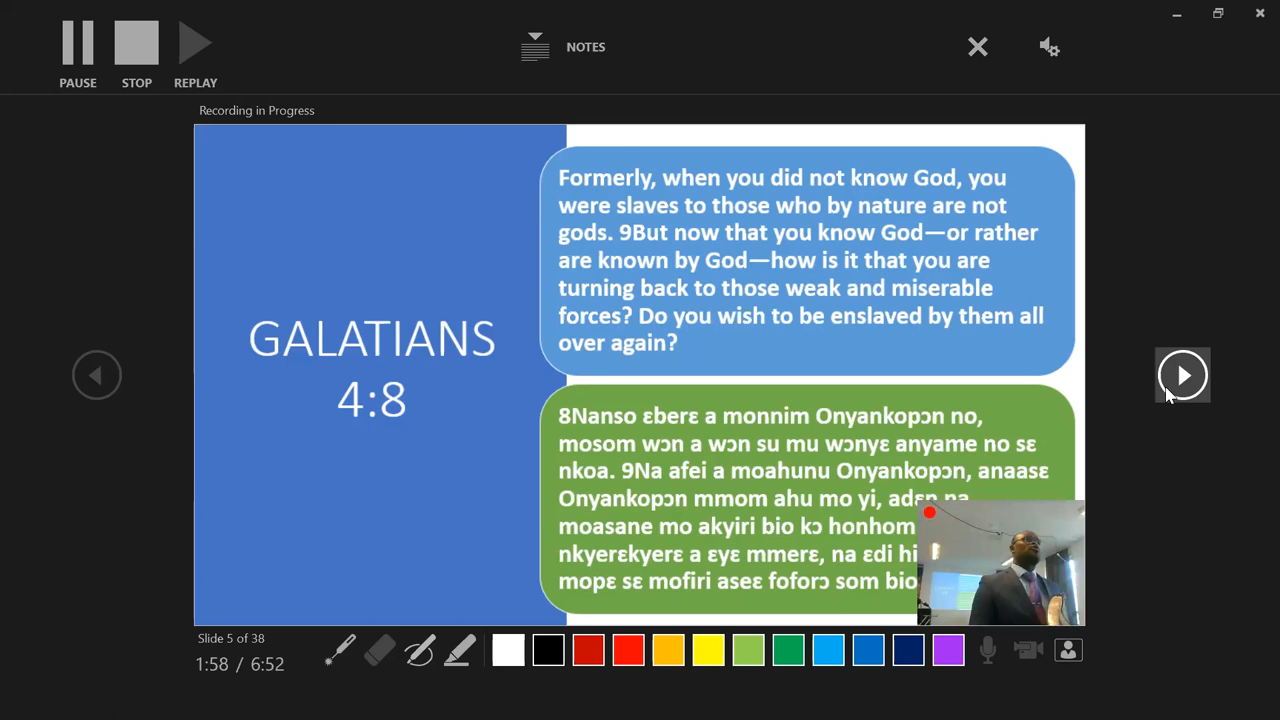 NOTES
PAUSE
STOP
REPLAY
Recording in Progress
GALATIANS
4:8
Formerly, when you did not know God, you
were slaves to those who by nature are not
gods. 9But now that you know God—or rather
are known by God—how is it that you are
turning back to those weak and miserable
forces? Do you wish to be enslaved by them all
over again?
8Nanso ɛberɛ a monnim Onyankopɔn no,
mosom wɔn a wɔn su mu wɔnyɛ anyame no sɛ
nkoa. 9Na afei a moahunu Onyankopɔn, anaasɛ
Onyankopɔn mmom ahu mo yi, adɛn na
moasane mo akyiri bio kɔ honhom
nkyerɛkyerɛ a ɛyɛ mmerɛ, na ɛdi hi
mopɛ sɛ mofiri aseɛ foforɔ som bio
Slide 5 of 38
1:58 / 6:52